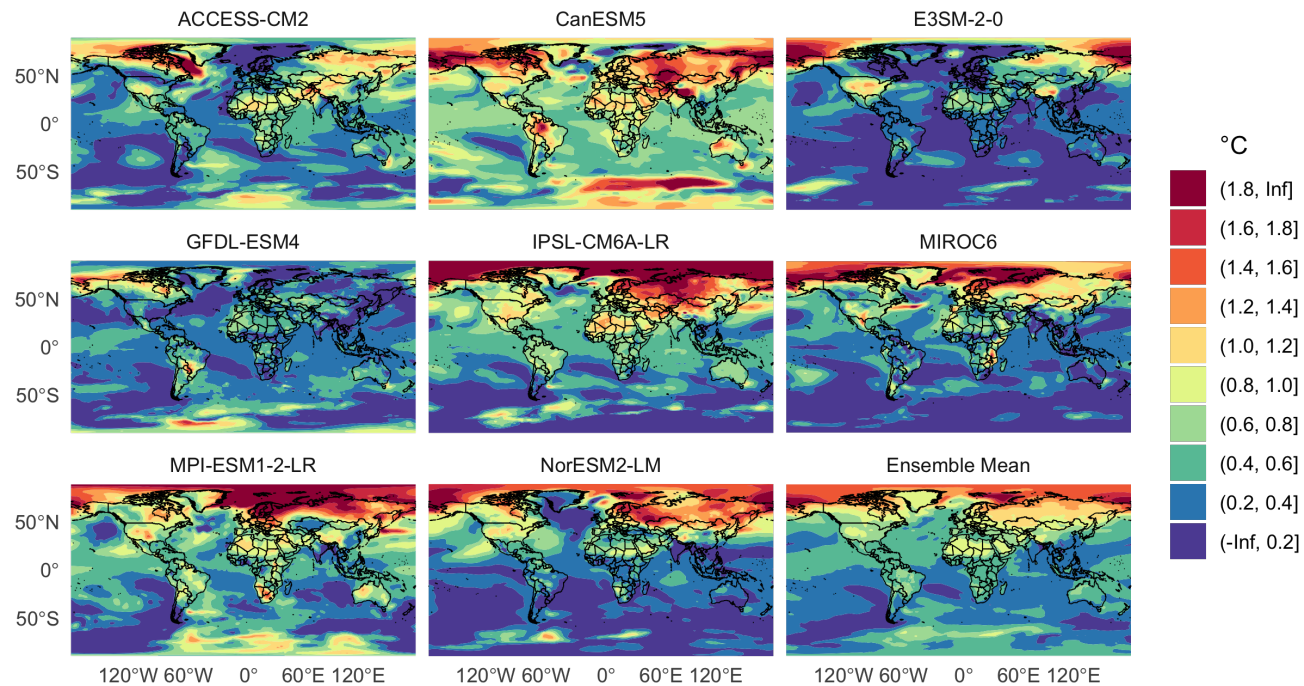 ACCESS-CM2
CanESM5
E3SM-2-0
50°N
0°
50°S
GFDL-ESM4
IPSL-CM6A-LR
MIROC6
50°N
0°
50°S
MPI-ESM1-2-LR
NorESM2-LM
Ensemble Mean
50°N
0°
50°S
120°W 60°W 0° 60°E 120°E
120°W 60°W 0° 60°E 120°E
120°W 60°W 0° 60°E 120°E
°C
(1.8, Inf]
(1.6, 1.8]
(1.4, 1.6]
(1.2, 1.4]
(1.0, 1.2]
(0.8, 1.0]
(0.6, 0.8]
(0.4, 0.6]
(0.2, 0.4]
(-Inf, 0.2]